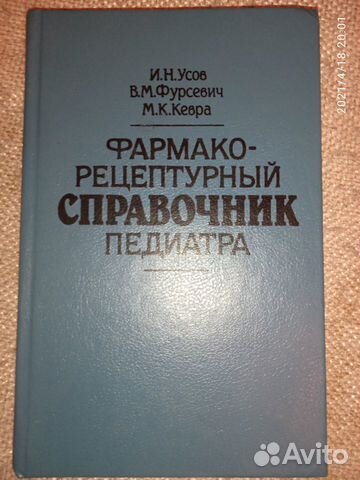 И.Н.Усов
В.М.Фурсевич
М.К.Кевра
ФАРМАКО-
РЕЦЕПТУРНЫЙ
СПРАВОЧНИК
ПЕДИАТРА
2021/4/18 20:01
Avito